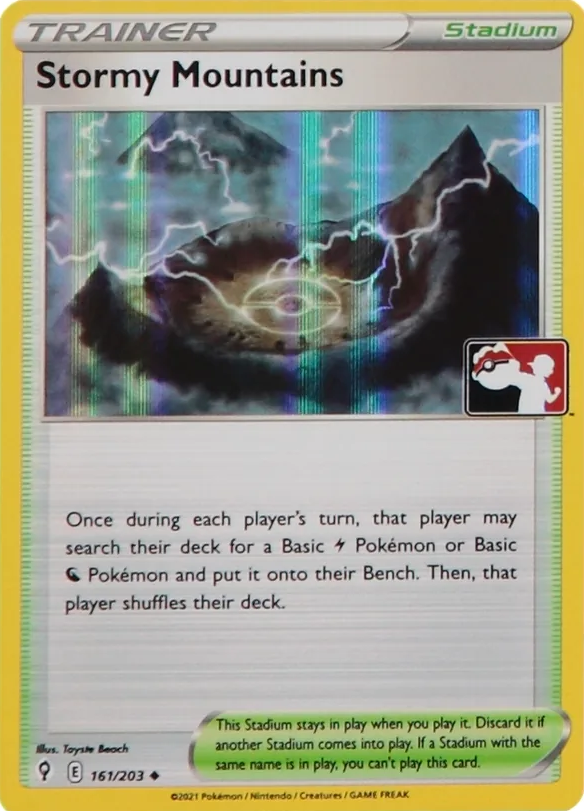 TRAINER Stadium
Stormy Mountains
Once during each player's turn, that player may
search their deck for a Basic Pokémon or Basic
Pokémon and put it onto their Bench. Then, that
player shuffles their deck.
This Stadium stays in play when you play it. Discard it if
another Stadium comes into play. If a Stadium with the
same name is in play, you can't play this card.
Illus. Toyste Beach
E 161/203
©2021 Pokémon / Nintendo / Creatures / GAME FREAK